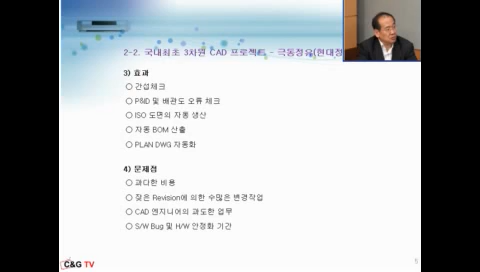 2-2. 국내최초 3차원 CAD 프로젝트 - 극동정유(현대정
3) 효과
○ 간섭체크
○ P&ID 및 배관도 오류 체크
○ ISO 도면의 자동 생산
○ 자동 BOM 산출
○ PLAN DWG 자동화
4) 문제점
○ 과다한 비용
○ 잦은 Revision에 의한 수많은 변경작업
○ CAD 엔지니어의 과도한 업무
○ S/W Bug 및 H/W 안정화 기간
C&G TV